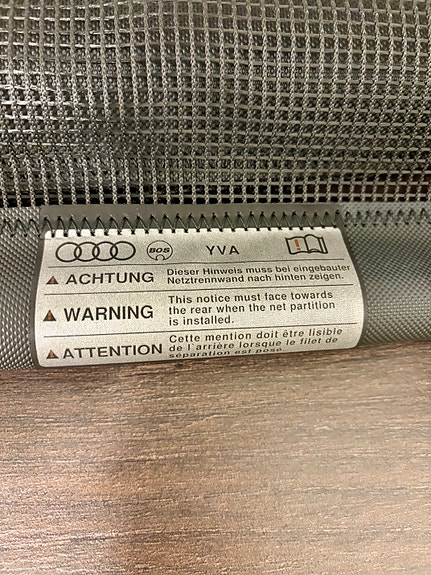 BOS YVA
ACHTUNG Dieser Hinweis muss bei eingebauter
Netztrennwand nach hinten zeigen.
WARNING This notice must face towards
the rear when the net partition
is installed.
ATTENTION Cette mention doit être lisible
de l'arrière lorsque le filet de
séparation est posé.